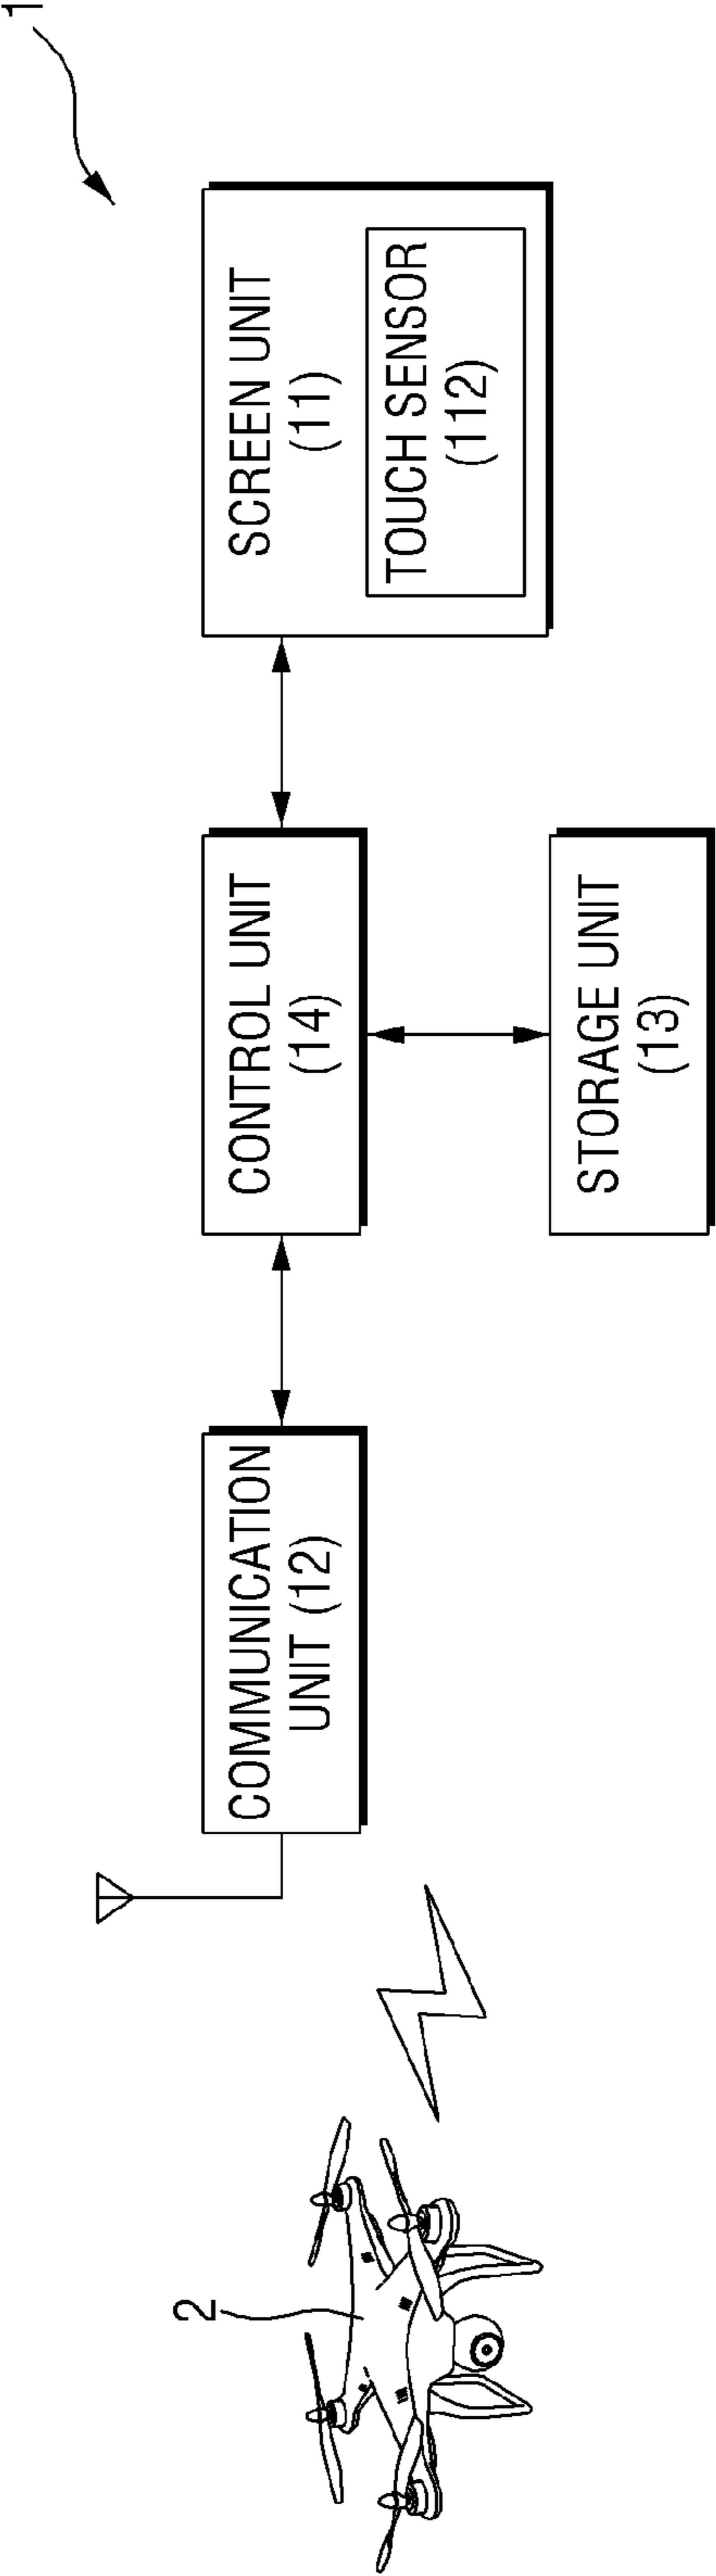 1
SCREEN UNIT
(11)
TOUCH SENSOR
(112)
CONTROL UNIT
(14)
STORAGE UNIT
(13)
COMMUNICATION
UNIT (12)
2